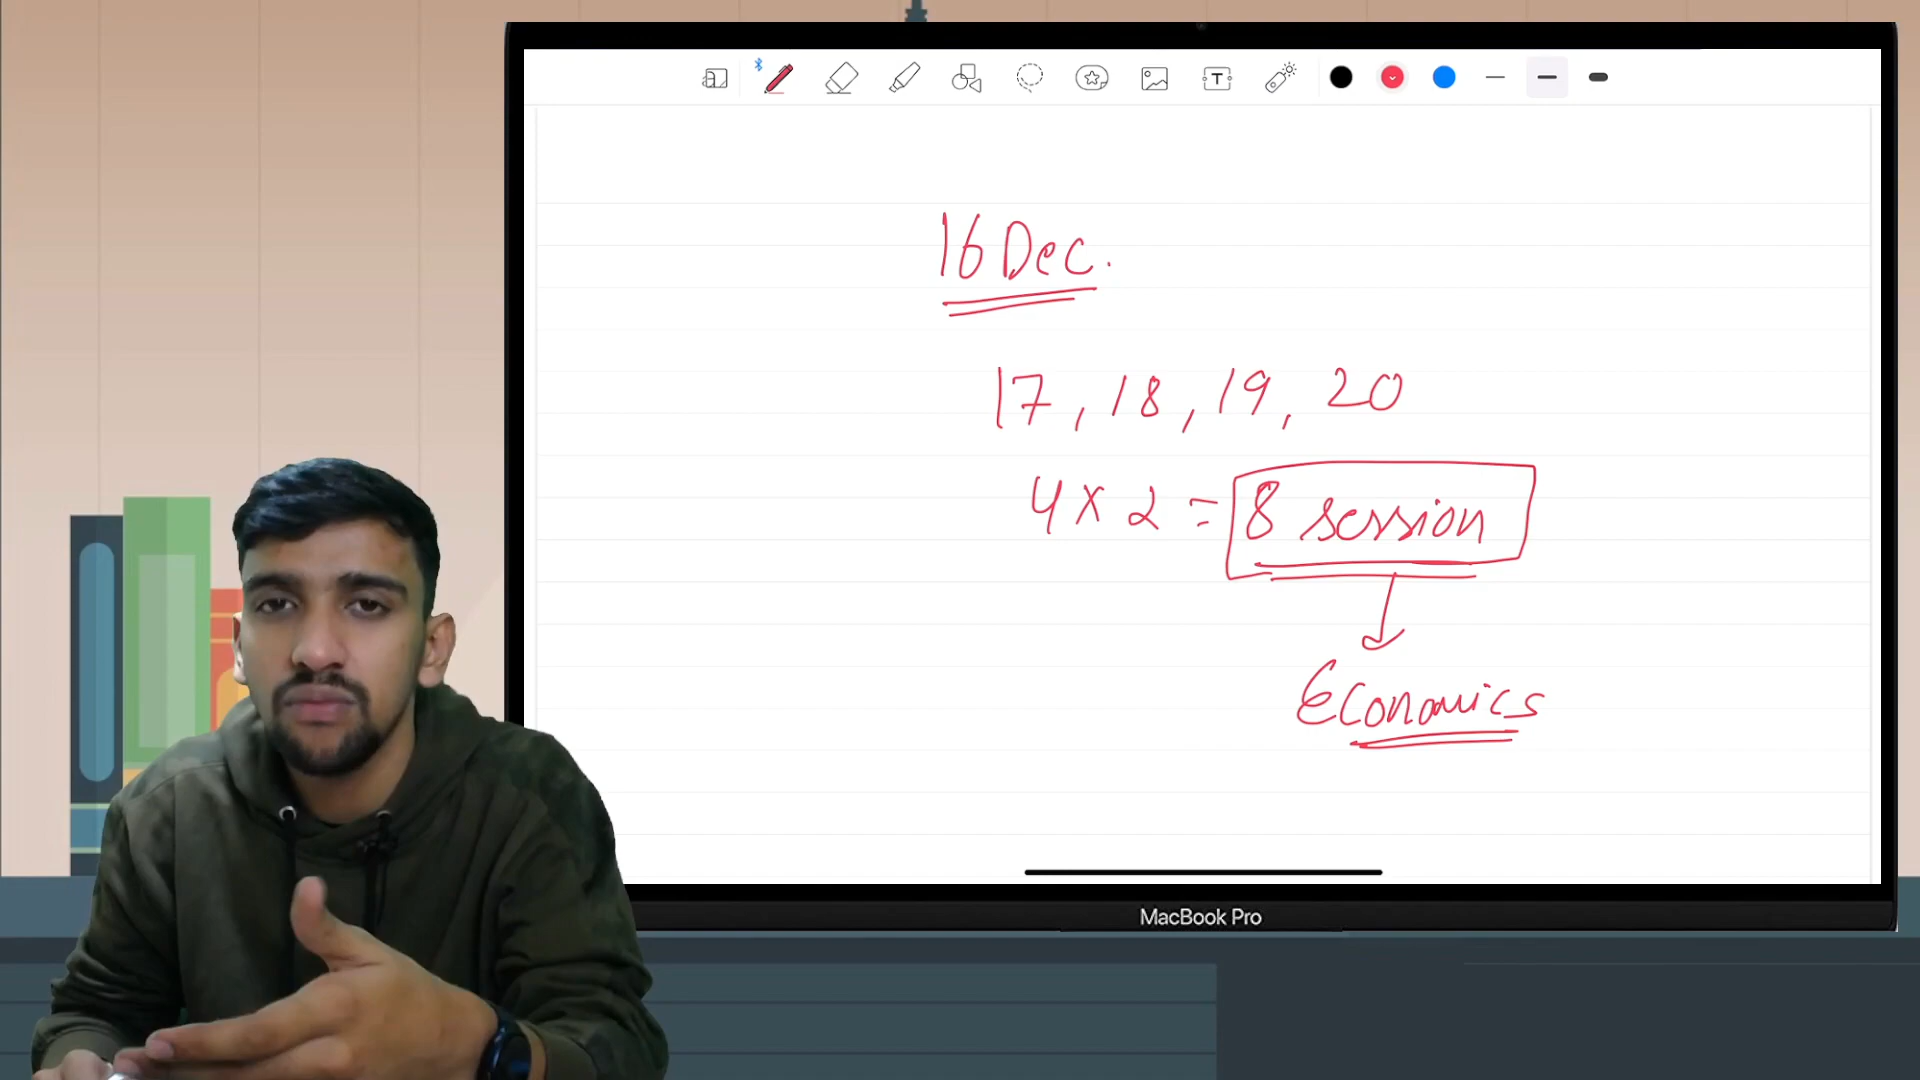 16 Dec.
17, 18, 19, 20
4 x 2 = 8 session
Economics
MacBook Pro